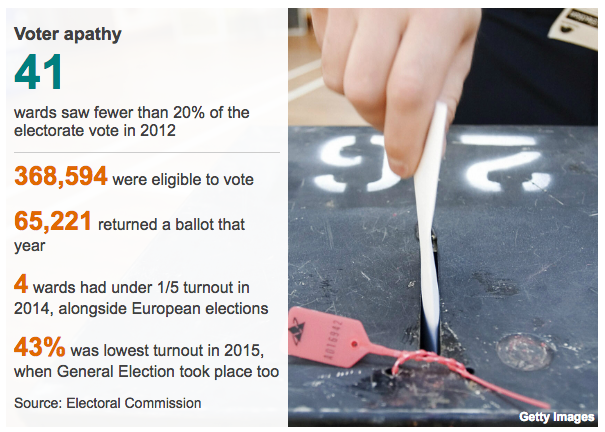 Voter apathy
41
wards saw fewer than 20% of the
electorate vote in 2012
368,594 were eligible to vote
65,221 returned a ballot that
year
4 wards had under 1/5 turnout in
2014, alongside European elections
43% was lowest turnout in 2015,
when General Election took place too
Source: Electoral Commission
Getty Images